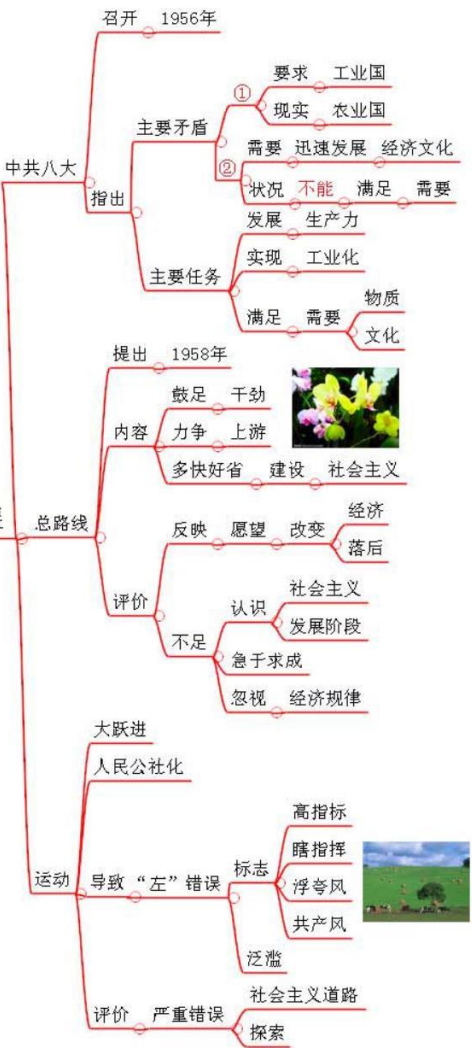 召开 1956年
①
要求 工业国
现实 农业国
主要矛盾
②
需要 迅速发展 经济文化
状况 不能 满足 需要
中共八大
指出
发展 生产力
主要任务
实现 工业化
满足 需要
物质
文化
提出 1958年
鼓足 干劲
内容
力争 上游
多快好省 建设 社会主义
总路线
反映 愿望 改变
经济
落后
评价
不足
认识
社会主义
发展阶段
急于求成
忽视 经济规律
大跃进
人民公社化
运动
导致 “左”错误
标志
高指标
瞎指挥
浮夸风
共产风
泛滥
评价 严重错误
社会主义道路
探索